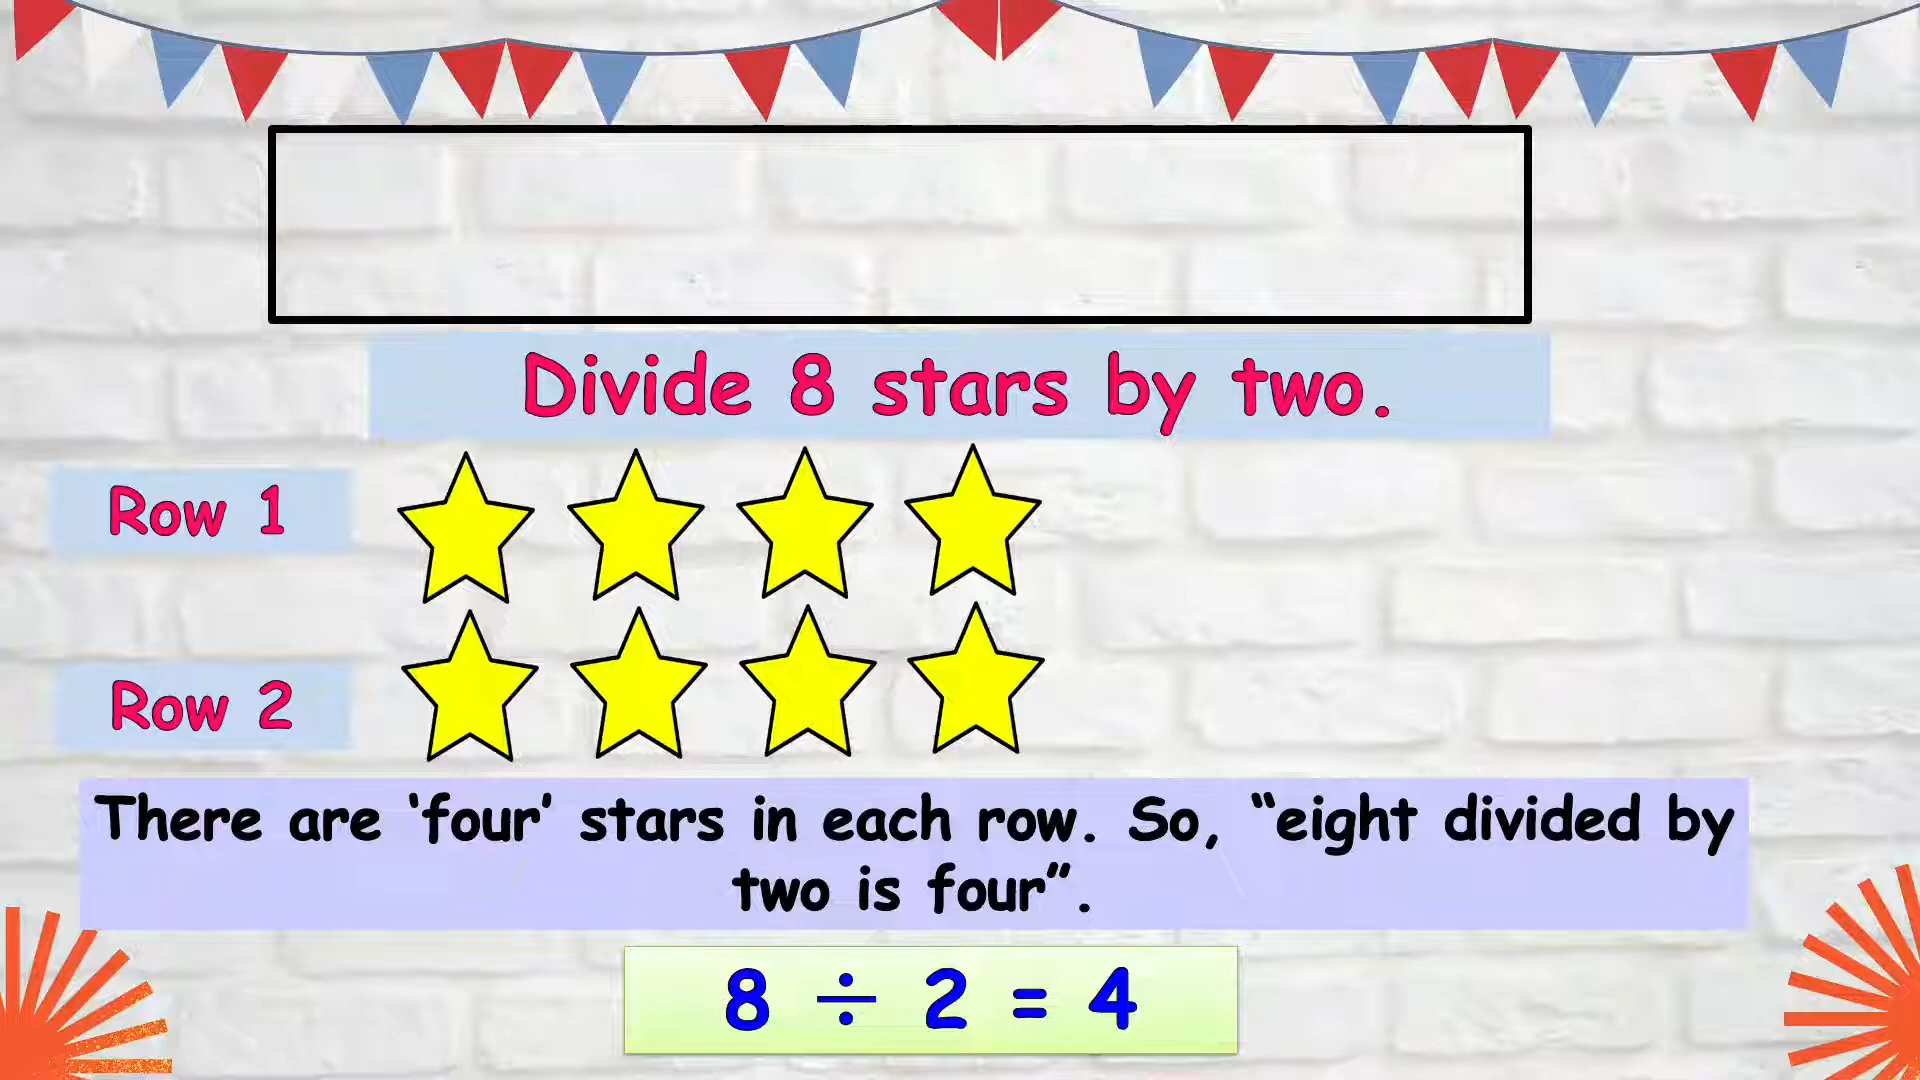 Divide 8 stars by two.
Row 1
Row 2
There are ‘four’ stars in each row. So, “eight divided by
two is four”.
8 ÷ 2 = 4